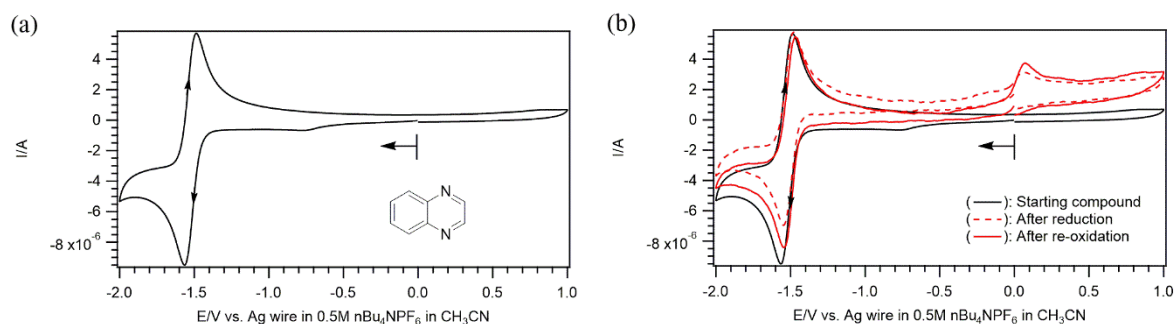 (a)
I/A
4
2
0
-2
-4
-6
-8 x10⁻⁶
N
N
-2.0 -1.5 -1.0 -0.5 0.0 0.5 1.0
E/V vs. Ag wire in 0.5M nBu₄NPF₆ in CH₃CN
(b)
I/A
4
2
0
-2
-4
-6
-8 x10⁻⁶
(—): Starting compound
(- -): After reduction
(—): After re-oxidation
-2.0 -1.5 -1.0 -0.5 0.0 0.5 1.0
E/V vs. Ag wire in 0.5M nBu₄NPF₆ in CH₃CN